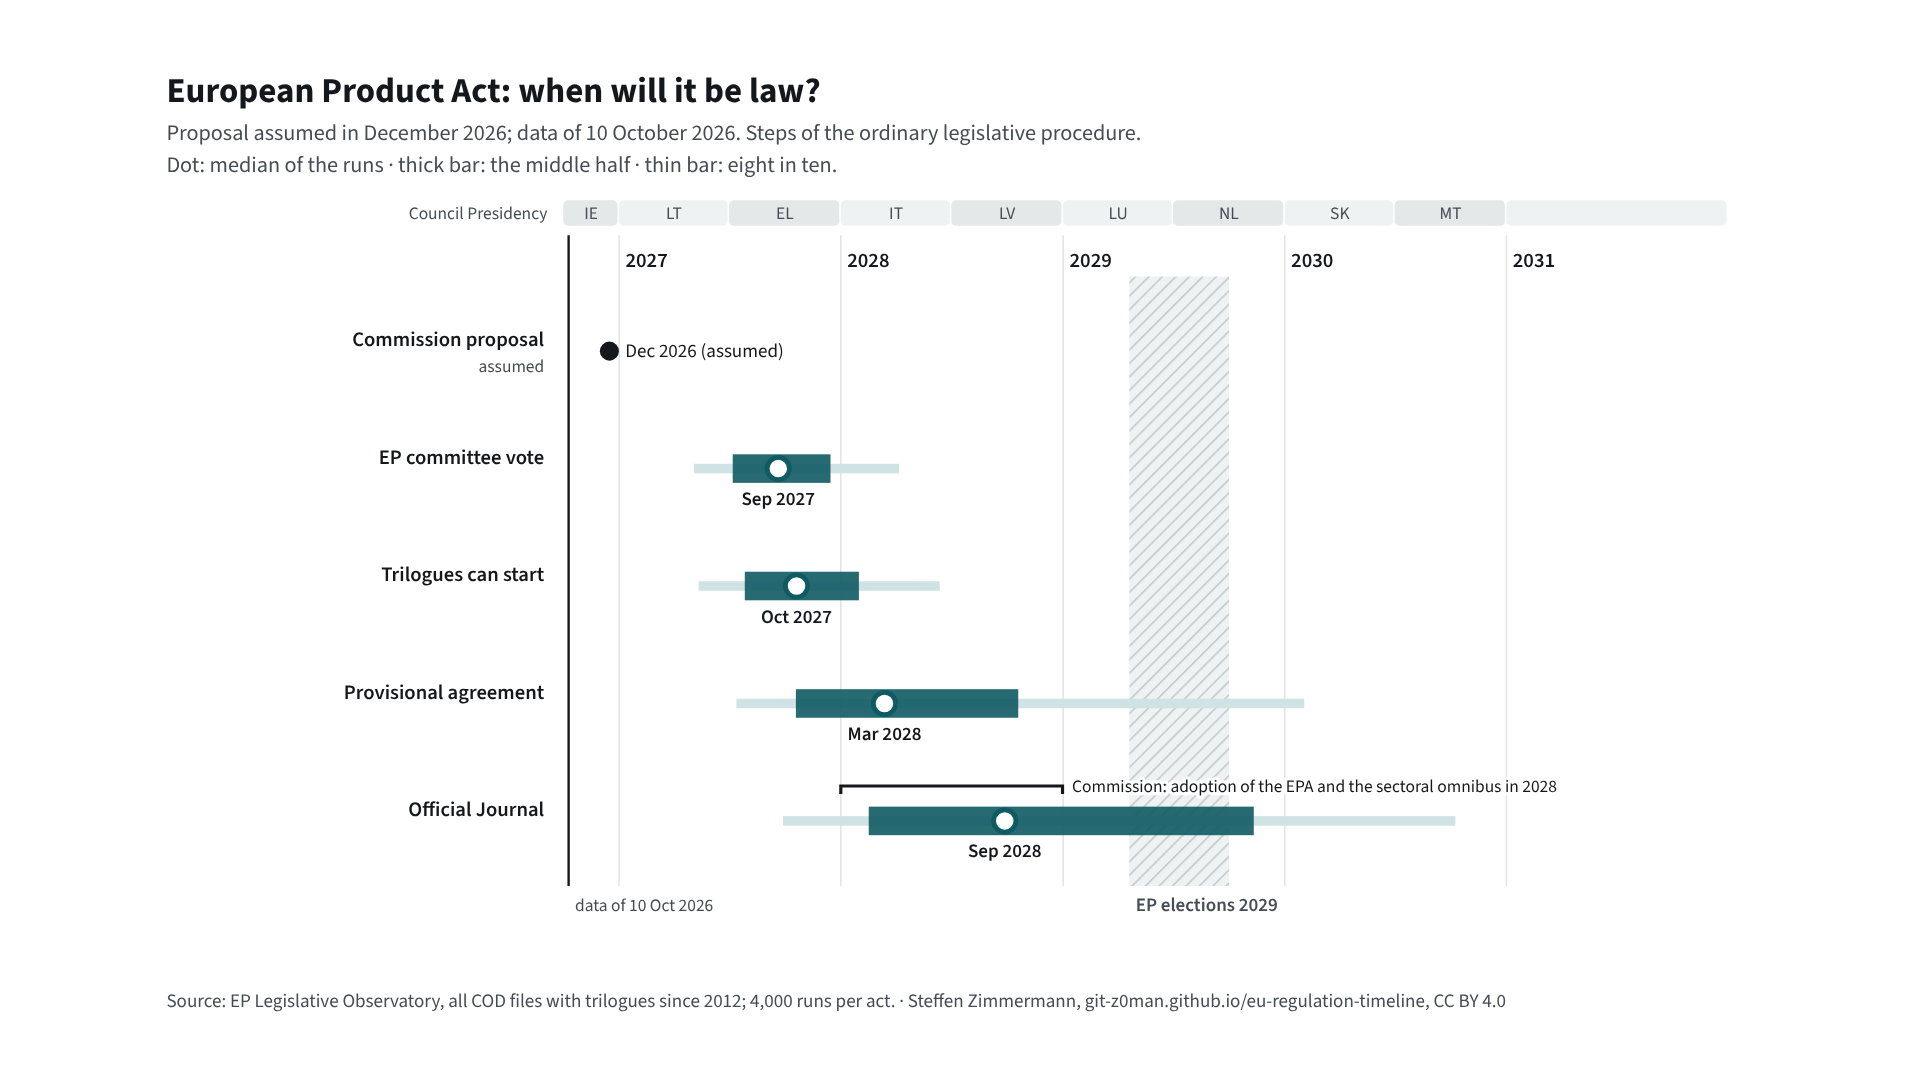 European Product Act: when will it be law?
Proposal assumed in December 2026; data of 10 October 2026. Steps of the ordinary legislative procedure.
Dot: median of the runs · thick bar: the middle half · thin bar: eight in ten.
Council Presidency IE LT EL IT LV LU NL SK MT
2027 2028 2029 2030 2031
Commission proposal
assumed
Dec 2026 (assumed)
EP committee vote
Sep 2027
Trilogues can start
Oct 2027
Provisional agreement
Mar 2028
Commission: adoption of the EPA and the sectoral omnibus in 2028
Official Journal
Sep 2028
data of 10 Oct 2026
EP elections 2029
Source: EP Legislative Observatory, all COD files with trilogues since 2012; 4,000 runs per act. · Steffen Zimmermann, git-z0man.github.io/eu-regulation-timeline, CC BY 4.0